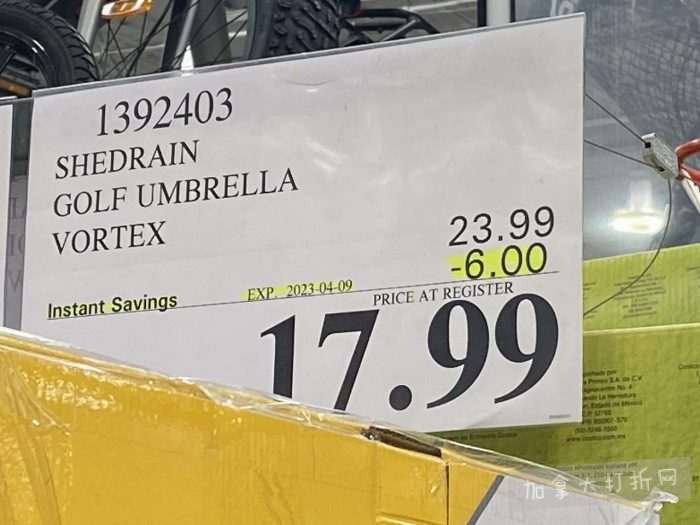 1392403
SHEDRAIN
GOLF UMBRELLA
VORTEX
23.99
-6.00
Instant Savings
EXP. 2023-04-09
PRICE AT REGISTER
17.99
加拿大打折网